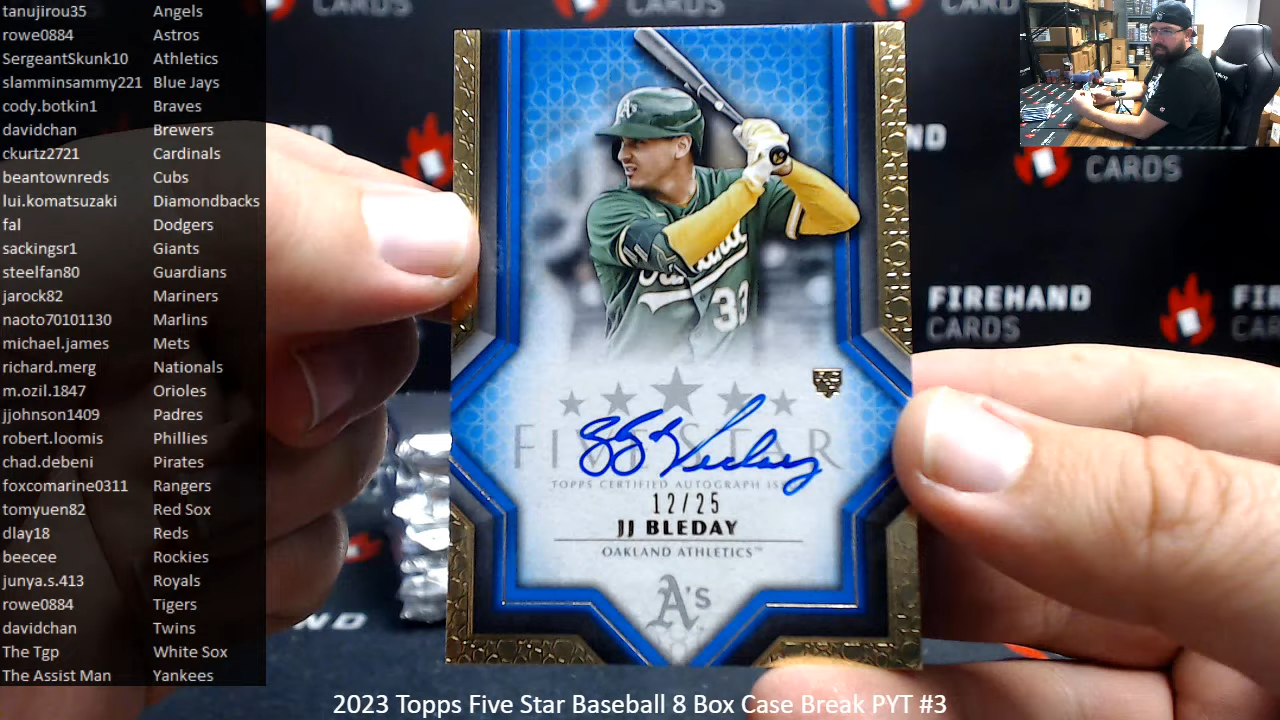 tanujirou35 Angels
rowe0884 Astros
SergeantSkunk10 Athletics
slamminsammy221 Blue Jays
cody.botkin1 Braves
davidchan Brewers
ckurtz2721 Cardinals
beantownreds Cubs
lui.komatsuzaki Diamondbacks
fal Dodgers
sackingsr1 Giants
steelfan80 Guardians
jarock82 Mariners
naoto70101130 Marlins
michael.james Mets
richard.merg Nationals
m.ozil.1847 Orioles
jjohnson1409 Padres
robert.loomis Phillies
chad.debeni Pirates
foxcomarine0311 Rangers
tomyuen82 Red Sox
dlay18 Reds
beecee Rockies
junya.s.413 Royals
rowe0884 Tigers
davidchan Twins
The Tgp White Sox
The Assist Man Yankees
CARDS
CARDS
CARDS
A's
33
FIVE STAR
TOPPS CERTIFIED AUTOGRAPH
12/25
JJ BLEDAY
OAKLAND ATHLETICS™
A's
FIREHAND
CARDS
2023 Topps Five Star Baseball 8 Box Case Break PYT #3